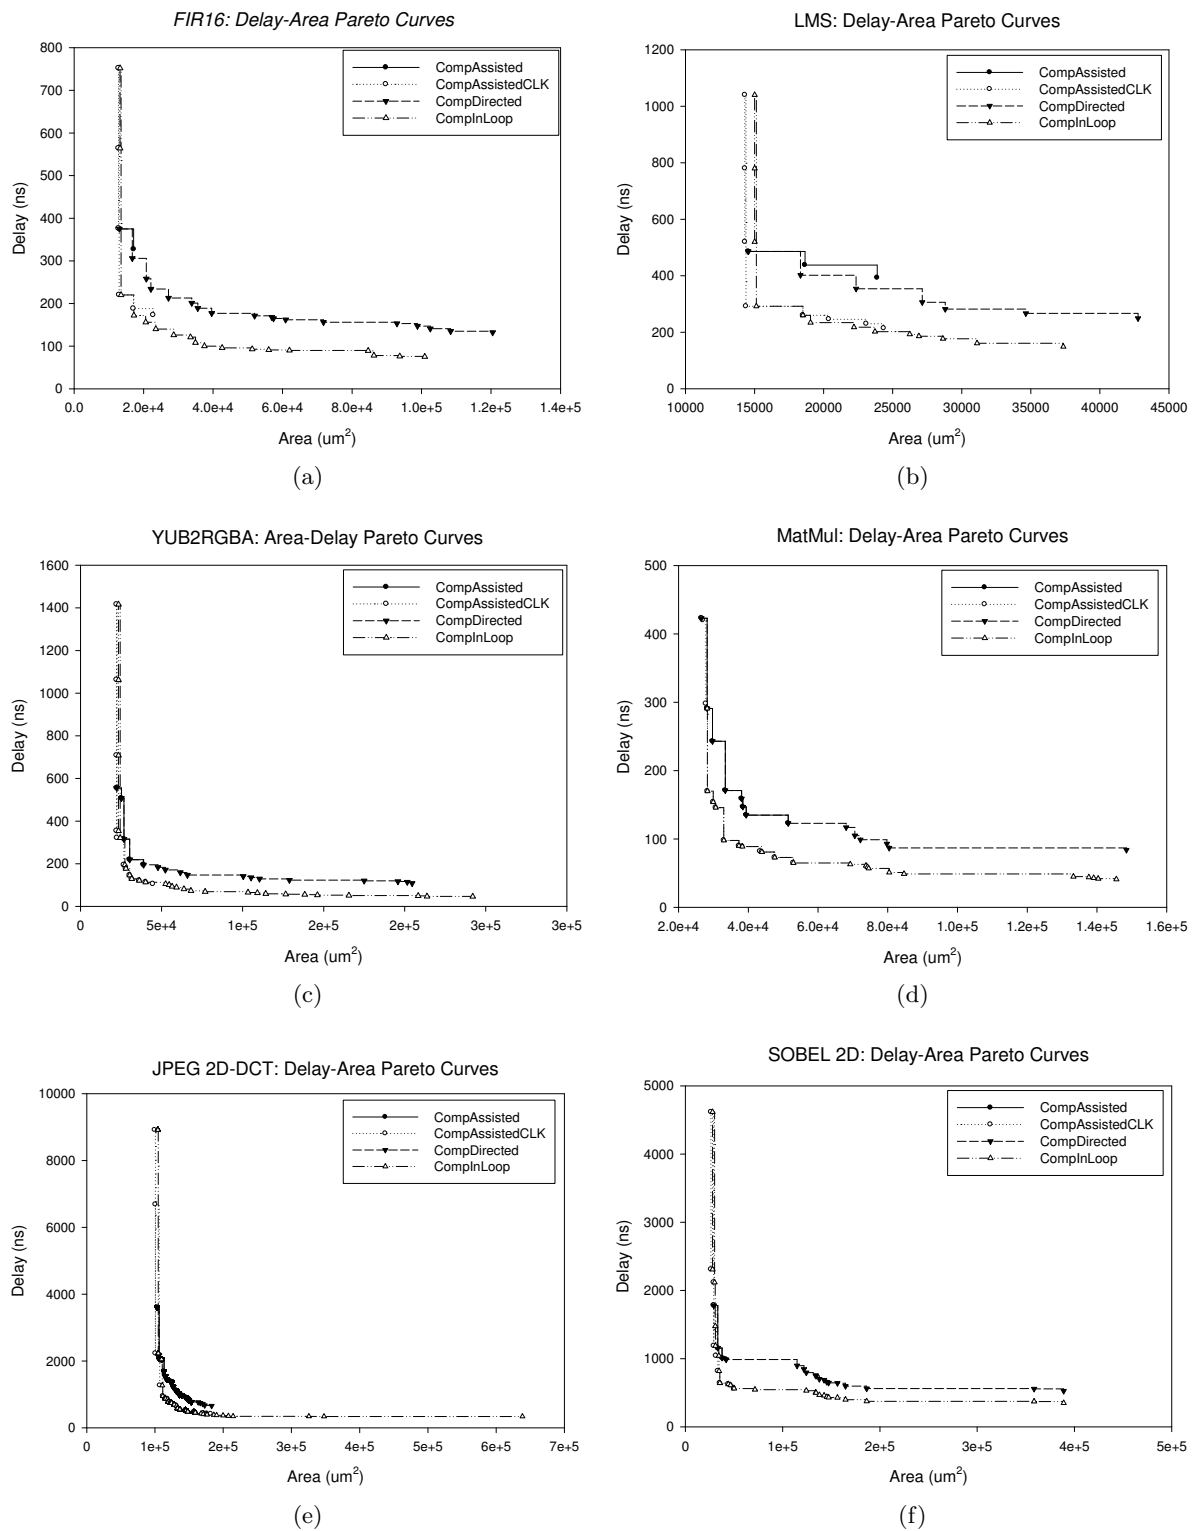 FIR16: Delay-Area Pareto Curves
800
700
600
500
400
300
200
100
0
Delay (ns)
CompAssisted
CompAssistedCLK
CompDirected
CompInLoop
0.0 2.0e+4 4.0e+4 6.0e+4 8.0e+4 1.0e+5 1.2e+5 1.4e+5
Area (um²)
(a)
LMS: Delay-Area Pareto Curves
1200
1000
800
600
400
200
0
Delay (ns)
CompAssisted
CompAssistedCLK
CompDirected
CompInLoop
10000 15000 20000 25000 30000 35000 40000 45000
Area (um²)
(b)
YUB2RGBA: Area-Delay Pareto Curves
1600
1400
1200
1000
800
600
400
200
0
Delay (ns)
CompAssisted
CompAssistedCLK
CompDirected
CompInLoop
0 5e+4 1e+5 2e+5 2e+5 3e+5 3e+5
Area (um²)
(c)
MatMul: Delay-Area Pareto Curves
500
400
300
200
100
0
Delay (ns)
CompAssisted
CompAssistedCLK
CompDirected
CompInLoop
2.0e+4 4.0e+4 6.0e+4 8.0e+4 1.0e+5 1.2e+5 1.4e+5 1.6e+5
Area (um²)
(d)
JPEG 2D-DCT: Delay-Area Pareto Curves
10000
8000
6000
4000
2000
0
Delay (ns)
CompAssisted
CompAssistedCLK
CompDirected
CompInLoop
0 1e+5 2e+5 3e+5 4e+5 5e+5 6e+5 7e+5
Area (um²)
(e)
SOBEL 2D: Delay-Area Pareto Curves
5000
4000
3000
2000
1000
0
Delay (ns)
CompAssisted
CompAssistedCLK
CompDirected
CompInLoop
0 1e+5 2e+5 3e+5 4e+5 5e+5
Area (um²)
(f)